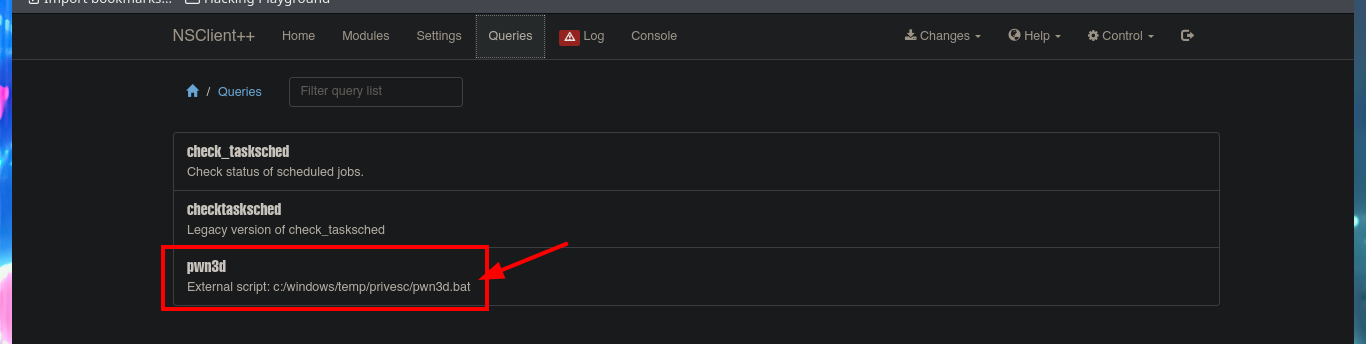 Import bookmarks... Hacking Playground
NSClient++ Home Modules Settings Queries Log Console Changes Help Control
/ Queries Filter query list
check_tasksched
Check status of scheduled jobs.
checktasksched
Legacy version of check_tasksched
pwn3d
External script: c:/windows/temp/privesc/pwn3d.bat